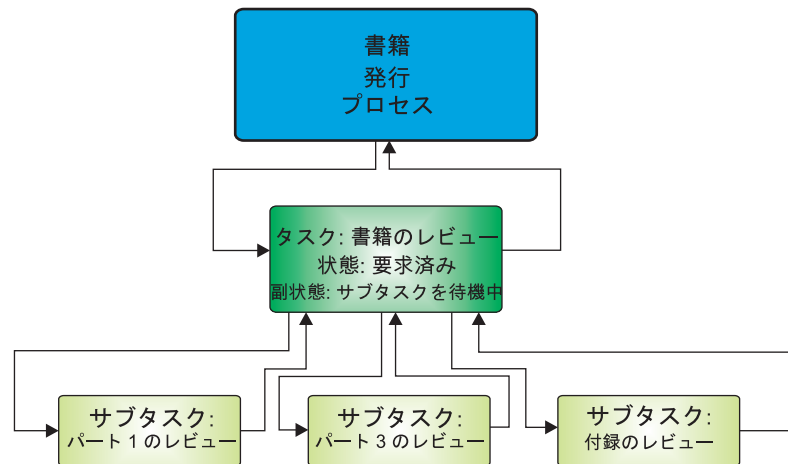 書籍
発行
プロセス
タスク: 書籍のレビュー
状態: 要求済み
副状態: サブタスクを待機中
サブタスク:
パート 1 のレビュー
サブタスク:
パート 3 のレビュー
サブタスク:
付録のレビュー